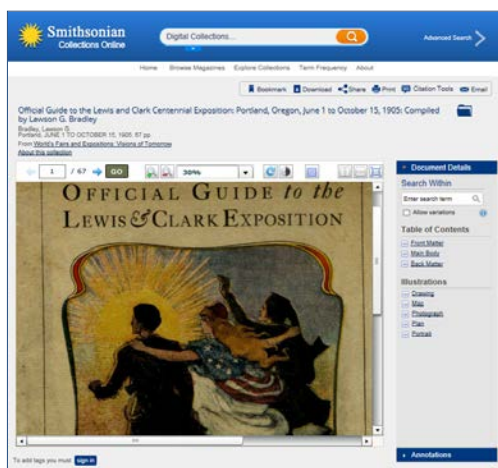 Smithsonian
Collections Online
Digital Collections...
Advanced Search
Home Browse Magazines Explore Collections Term Frequency About
Bookmark Download Share Print Citation Tools Email
Official Guide to the Lewis and Clark Centennial Exposition: Portland, Oregon, June 1 to October 15, 1905: Compiled
by Lawson G. Bradley
Bradley, Lawson G.
Portland. JUNE 1 TO OCTOBER 15, 1905. 57 pp.
From World's Fairs and Expositions: Visions of Tomorrow
About this collection
1 / 67 GO 30%
OFFICIAL GUIDE to the
LEWIS & CLARK EXPOSITION
Document Details
Search Within
Enter search term
Allow variations
Table of Contents
Front Matter
Main Body
Back Matter
Illustrations
Drawing
Map
Photograph
Plan
Portrait
To add tags you must sign in
Annotations